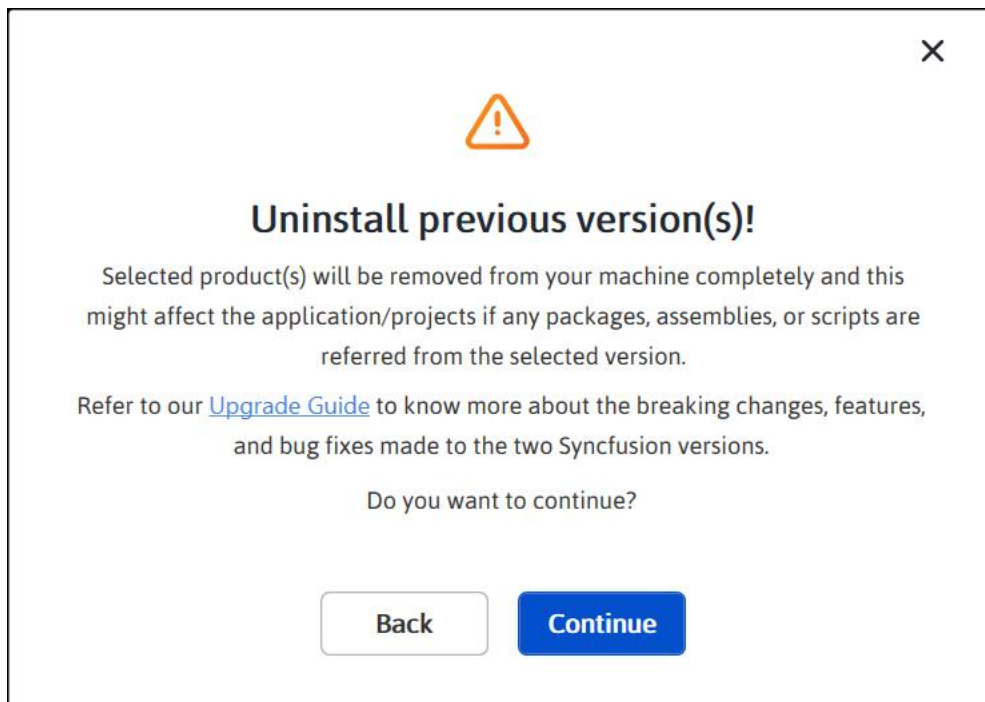 Uninstall previous version(s)!
Selected product(s) will be removed from your machine completely and this
might affect the application/projects if any packages, assemblies, or scripts are
referred from the selected version.
Refer to our Upgrade Guide to know more about the breaking changes, features,
and bug fixes made to the two Syncfusion versions.
Do you want to continue?
Back
Continue